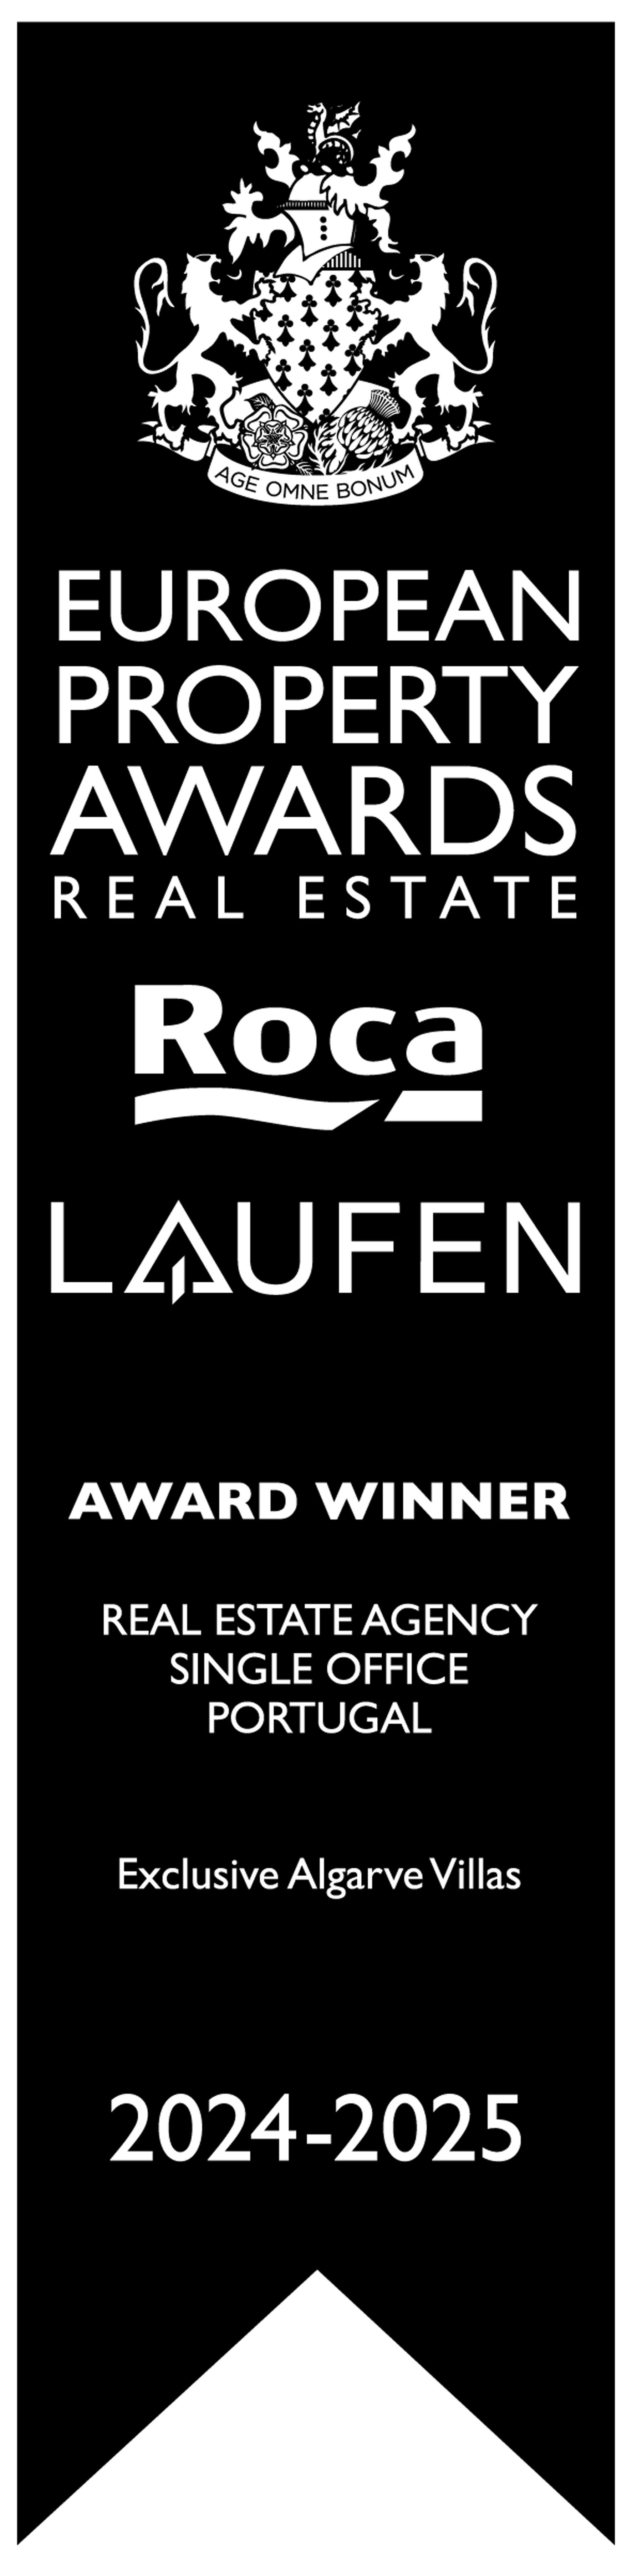 AGE OMNE BONUM
EUROPEAN
PROPERTY
AWARDS
REAL ESTATE
Roca
LAUFEN
AWARD WINNER
REAL ESTATE AGENCY
SINGLE OFFICE
PORTUGAL
Exclusive Algarve Villas
2024-2025